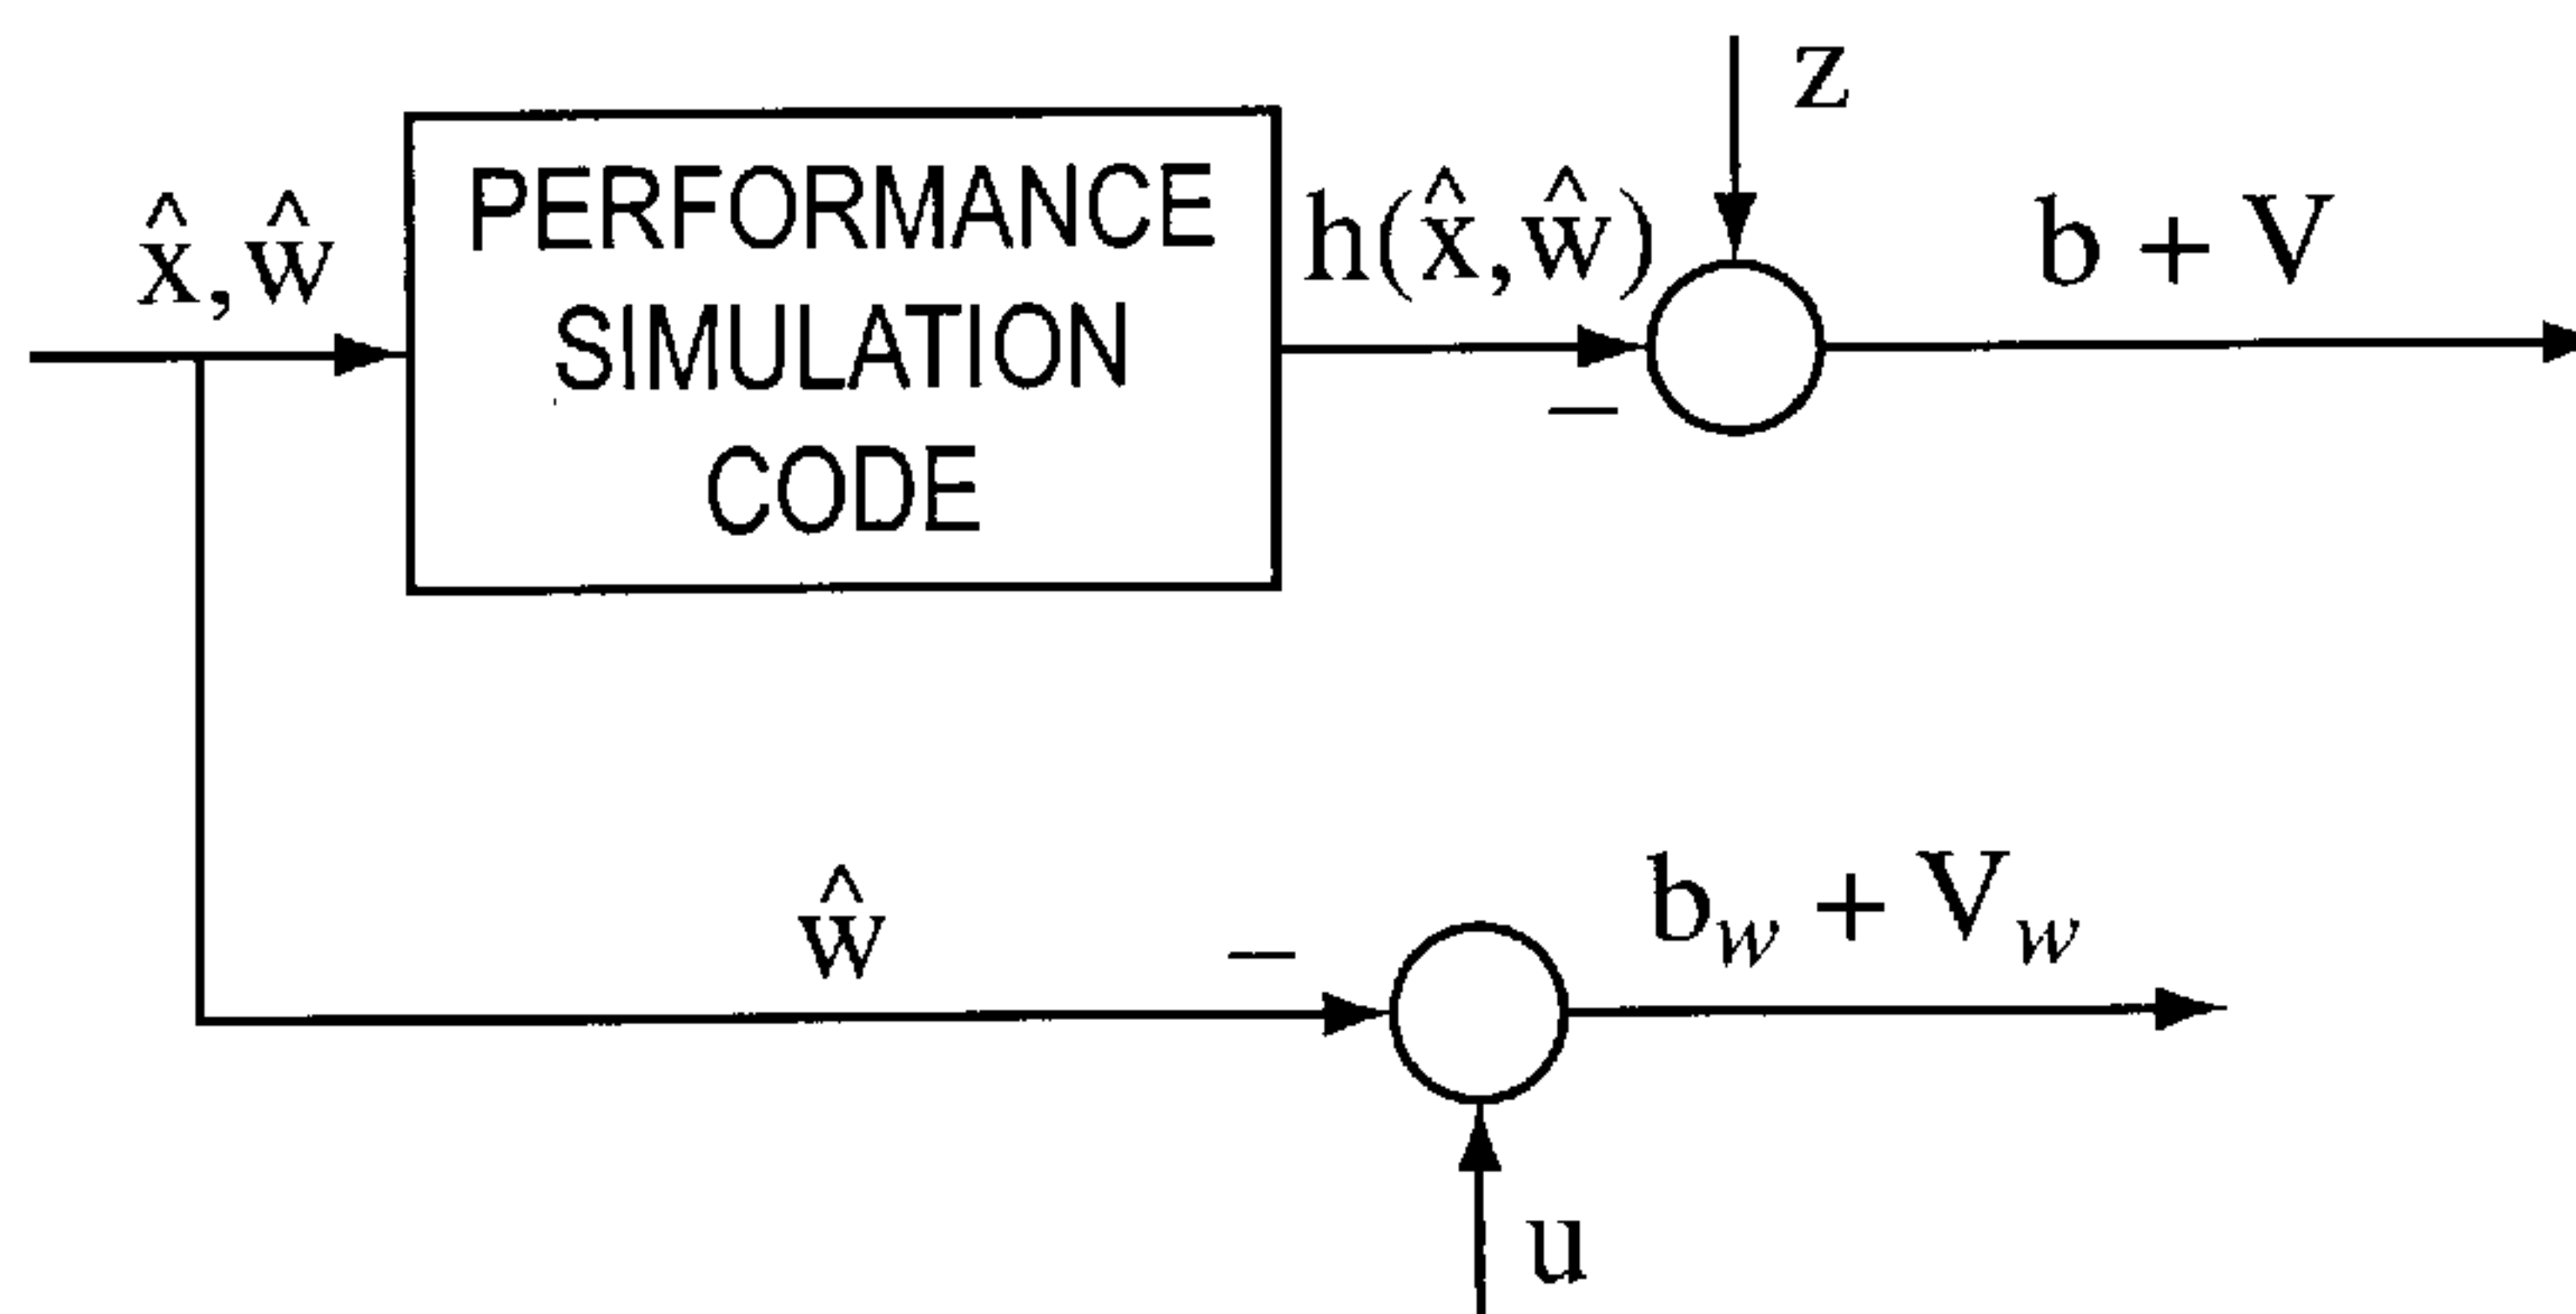 z
x̂,ŵ
PERFORMANCE
SIMULATION
CODE
h(x̂,ŵ)
−
b + V
ŵ
−
b_w + V_w
u